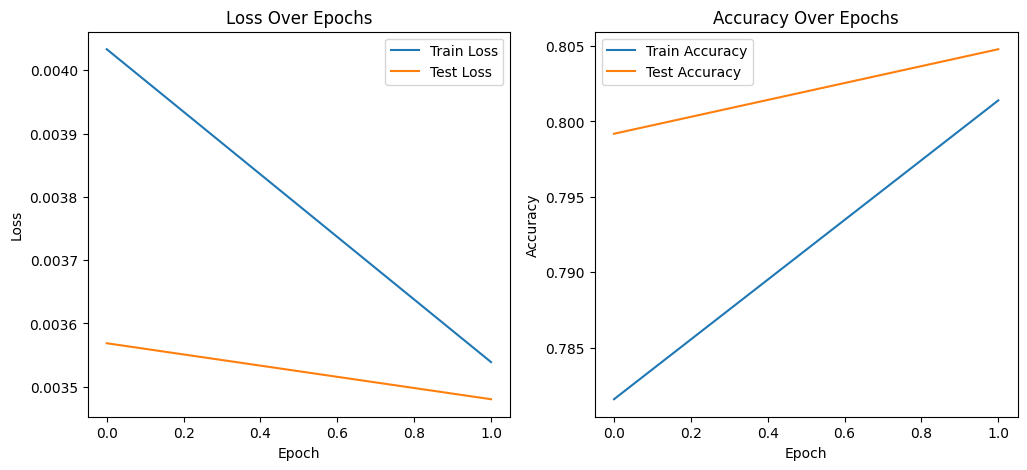 Loss Over Epochs
Train Loss
Test Loss
0.0040
0.0039
0.0038
0.0037
0.0036
0.0035
Loss
0.0
0.2
0.4
0.6
0.8
1.0
Epoch
Accuracy Over Epochs
Train Accuracy
Test Accuracy
0.805
0.800
0.795
0.790
0.785
Accuracy
0.0
0.2
0.4
0.6
0.8
1.0
Epoch